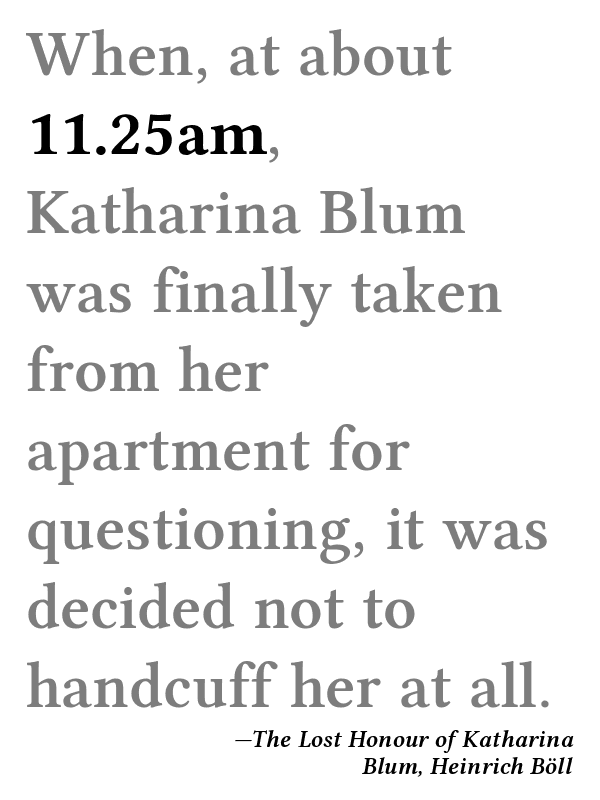 When, at about
11.25am,
Katharina Blum
was finally taken
from her
apartment for
questioning, it was
decided not to
handcuff her at all.
—The Lost Honour of Katharina
Blum, Heinrich Böll